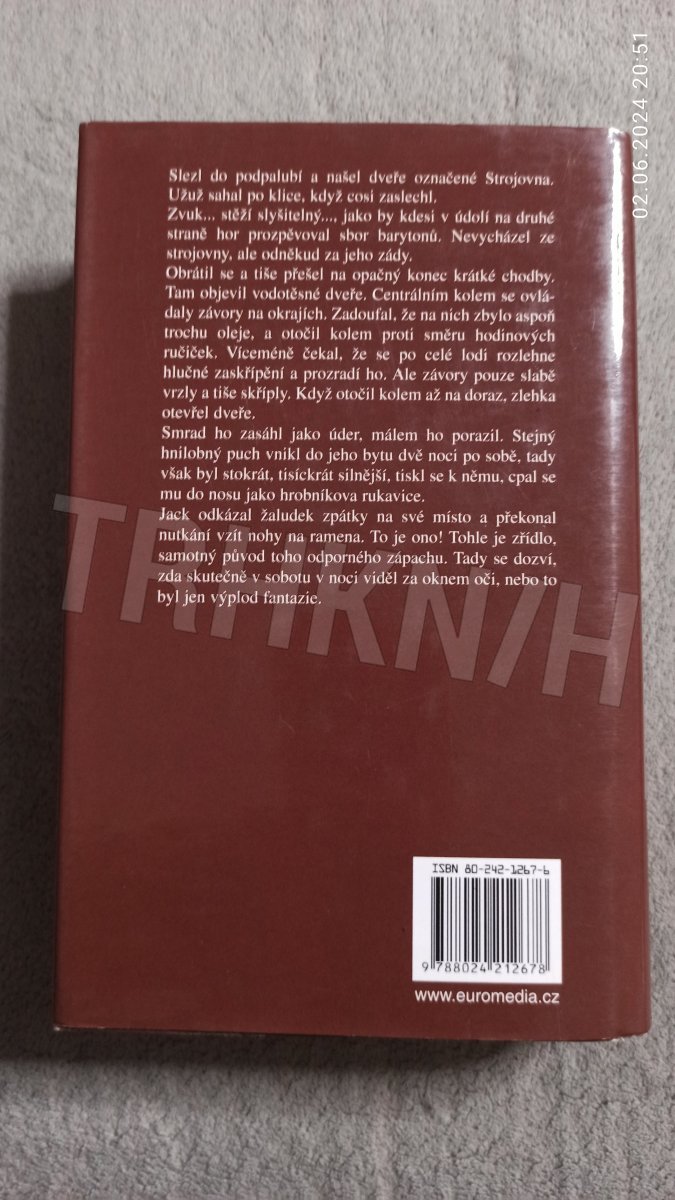 02.06.2024 20:51
Slezl do podpalubí a našel dveře označené Strojovna.
Užuž sahal po klice, když cosi zaslechl.
Zvuk... stěží slyšitelný..., jako by kdesi v údolí na druhé
straně hor prozpěvoval sbor barytonů. Nevycházel ze
strojovny, ale odněkud za jeho zády.
Obrátil se a tiše přešel na opačný konec krátké chodby.
Tam objevil vodotěsné dveře. Centrálním kolem se ovlá-
daly závory na okrajích. Zadoufal, že na nich zbylo aspoň
trochu oleje, a otočil kolem proti směru hodinových
ručiček. Víceméně čekal, že se po celé lodi rozlehne
hlučné zaskřípění a prozradí ho. Ale závory pouze slabě
vrzly a tiše skříply. Když otočil kolem až na doraz, zlehka
otevřel dveře.
Smrad ho zasáhl jako úder, málem ho porazil. Stejný
hnilobný puch vnikl do jeho bytu dvě noci po sobě, tady
však byl stokrát, tisíckrát silnější, tiskl se k němu, cpal se
mu do nosu jako hrobníkova rukavice.
Jack odkázal žaludek zpátky na své místo a překonal
nutkání vzít nohy na ramena. To je ono! Tohle je zřídlo,
samotný původ toho odporného zápachu. Tady se dozví,
zda skutečně v sobotu v noci viděl za oknem oči, nebo to
byl jen výplod fantazie.
TRHKN/H
ISBN 80-242-1267-6
9 788024 212678
www.euromedia.cz